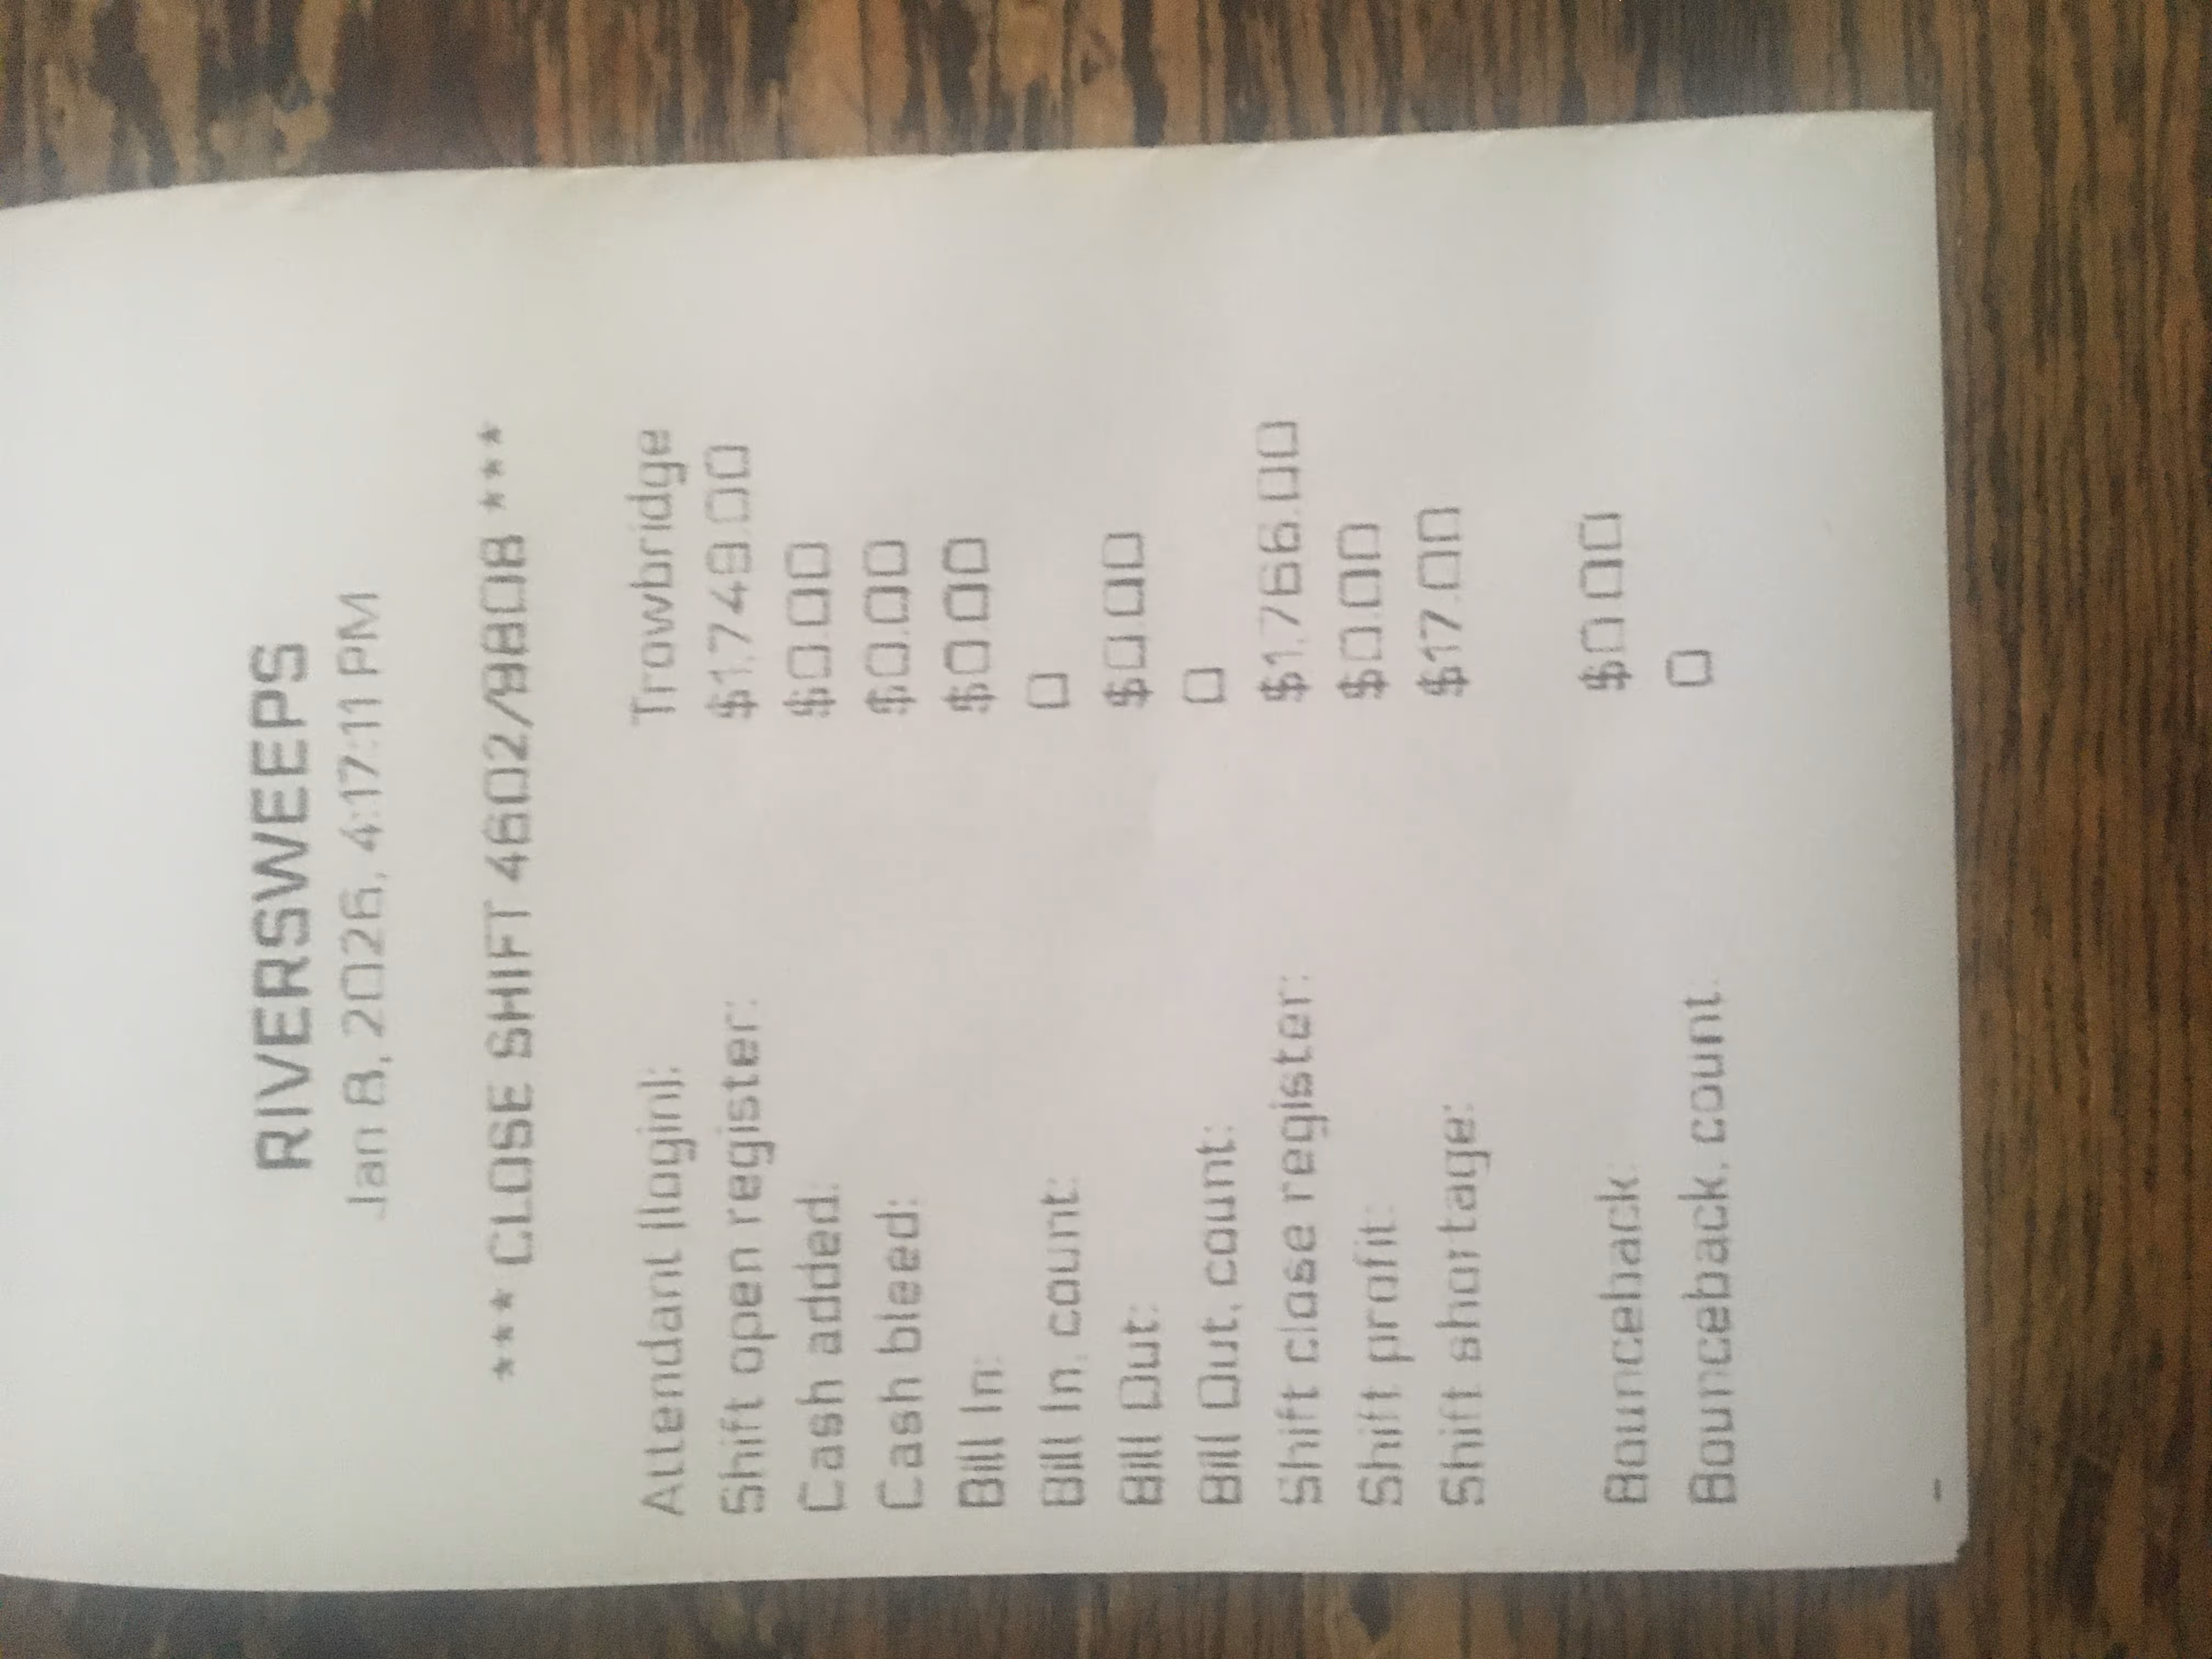 RIVERSWEEPS
Jan 8, 2026, 4:17:11 PM
*** CLOSE SHIFT 4602/9808 ***
Attendant (login): Trowbridge
Shift open register: $1,749.00
Cash added: $0.00
Cash bleed: $0.00
Bill In: $0.00
Bill In, count: 0
Bill Out: $0.00
Bill Out, count: 0
Shift close register: $1,766.00
Shift profit: $0.00
Shift shortage: $17.00
Bounceback: $0.00
Bounceback, count: 0